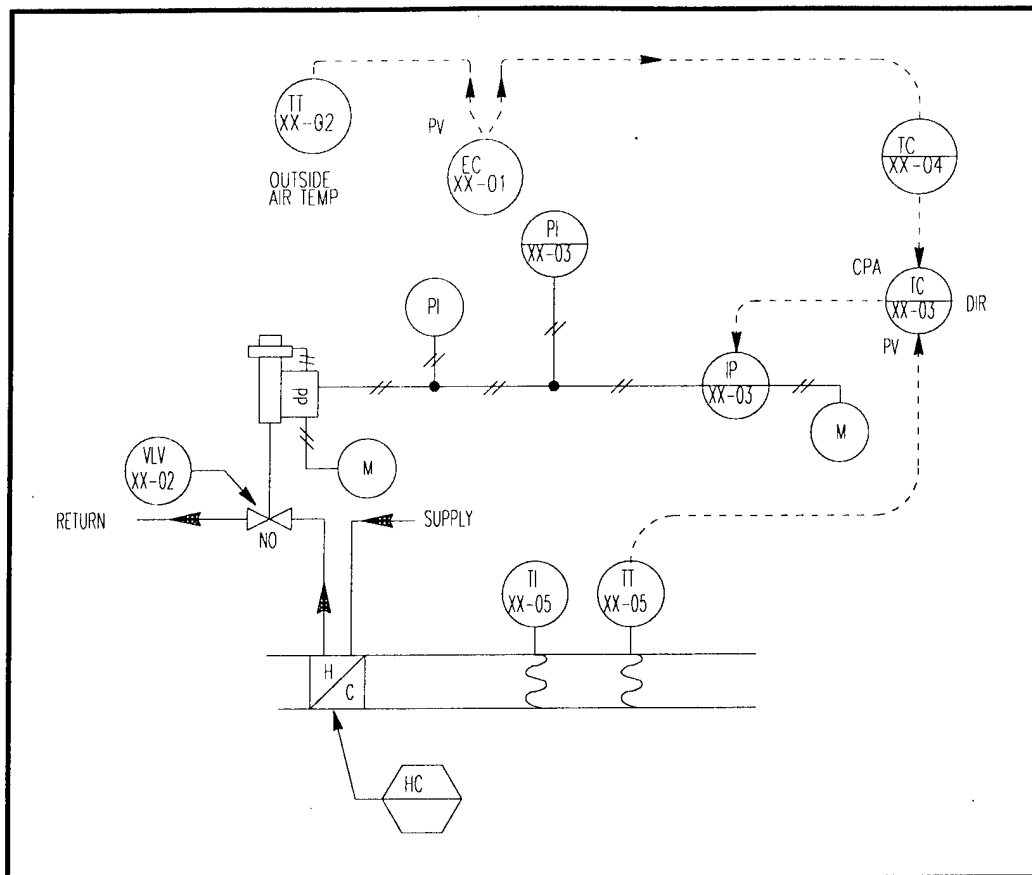 TT
XX-02
OUTSIDE
AIR TEMP
PV
EC
XX-01
TC
XX-04
PI
XX-03
CPA
TC
XX-03
DIR
PV
PI
IP
XX-03
M
PP
M
VLV
XX-02
RETURN
NO
SUPPLY
TI
XX-05
TT
XX-05
H
C
HC